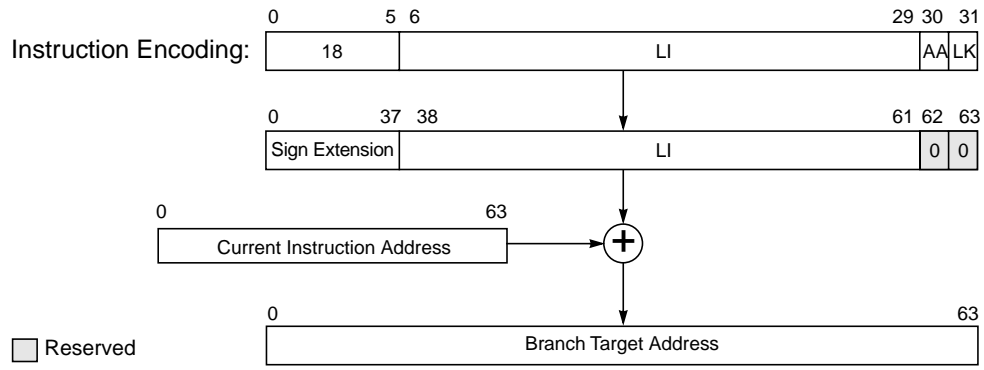 0 5 6 29 30 31
Instruction Encoding: 18 LI AA LK
0 37 38 61 62 63
Sign Extension LI 0 0
0 63
Current Instruction Address +
0 63
Reserved Branch Target Address